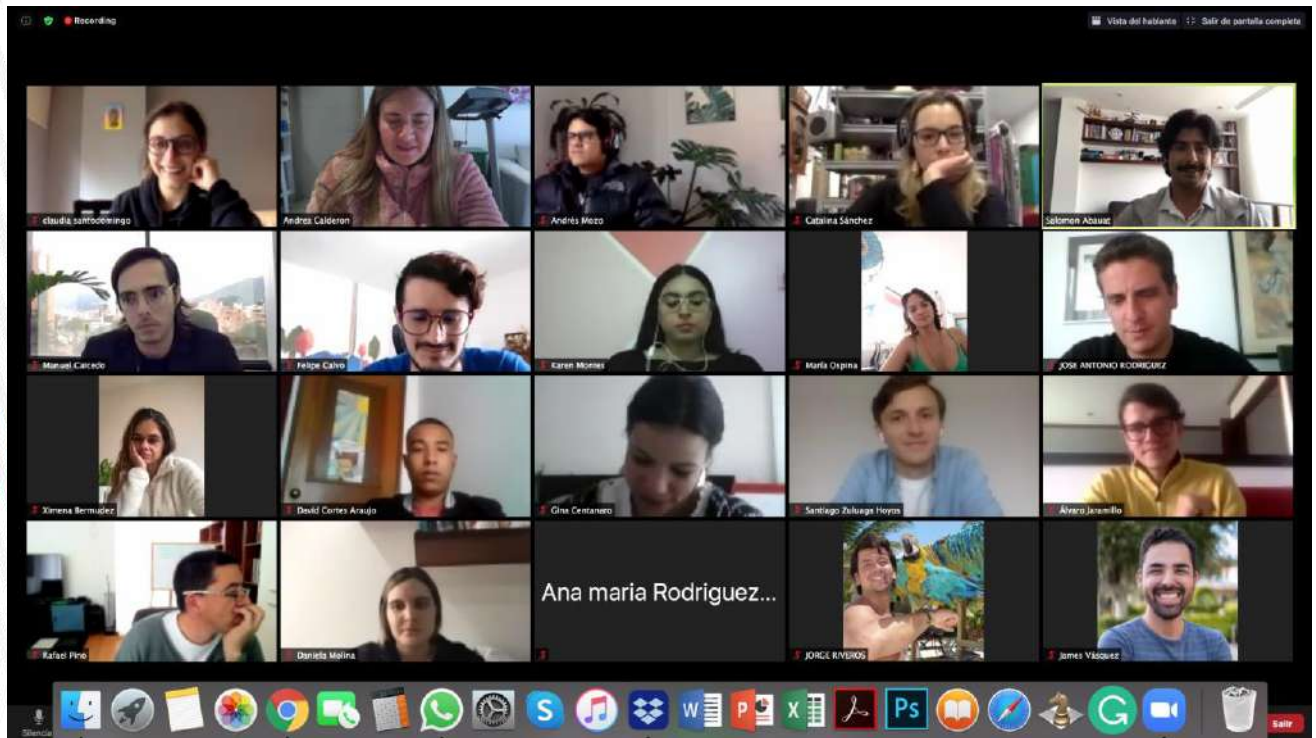 Recording
Vista del hablante
Salir de pantalla completa
claudia santodomingo
Andrea Calderon
Andrés Mozo
Catalina Sánchez
Solomon Abavat
Manuel Caicedo
Felipe Calvo
Karen Montes
María Ospina
JOSE ANTONIO RODRIGUEZ
Ximena Bermudez
David Cortes Araujo
Gina Centanaro
Santiago Zuluaga Hoyos
Álvaro Jaramillo
Rafael Pino
Daniela Molina
Ana maria Rodriguez...
JORGE RIVEROS
James Vásquez
Salir